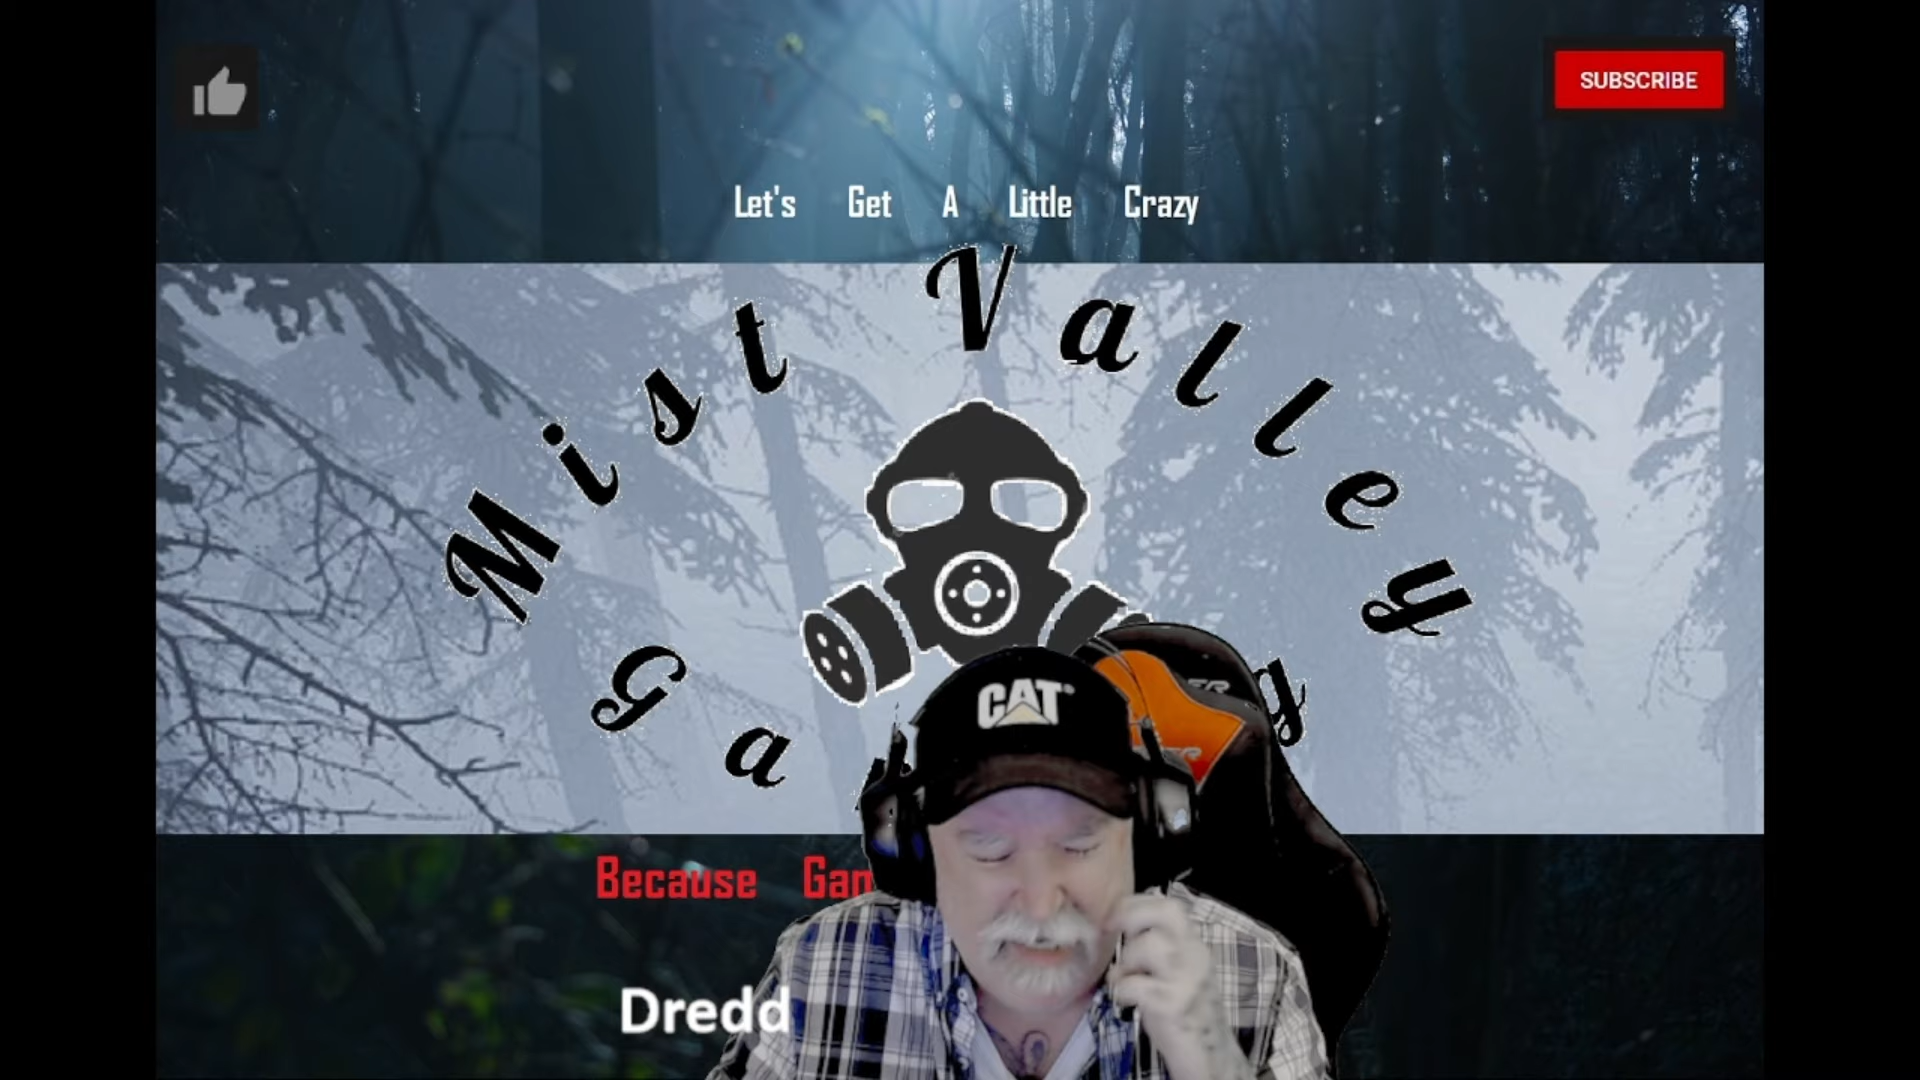 SUBSCRIBE
Let's Get A Little Crazy
Mist Valley
CAT
Because
Dredd